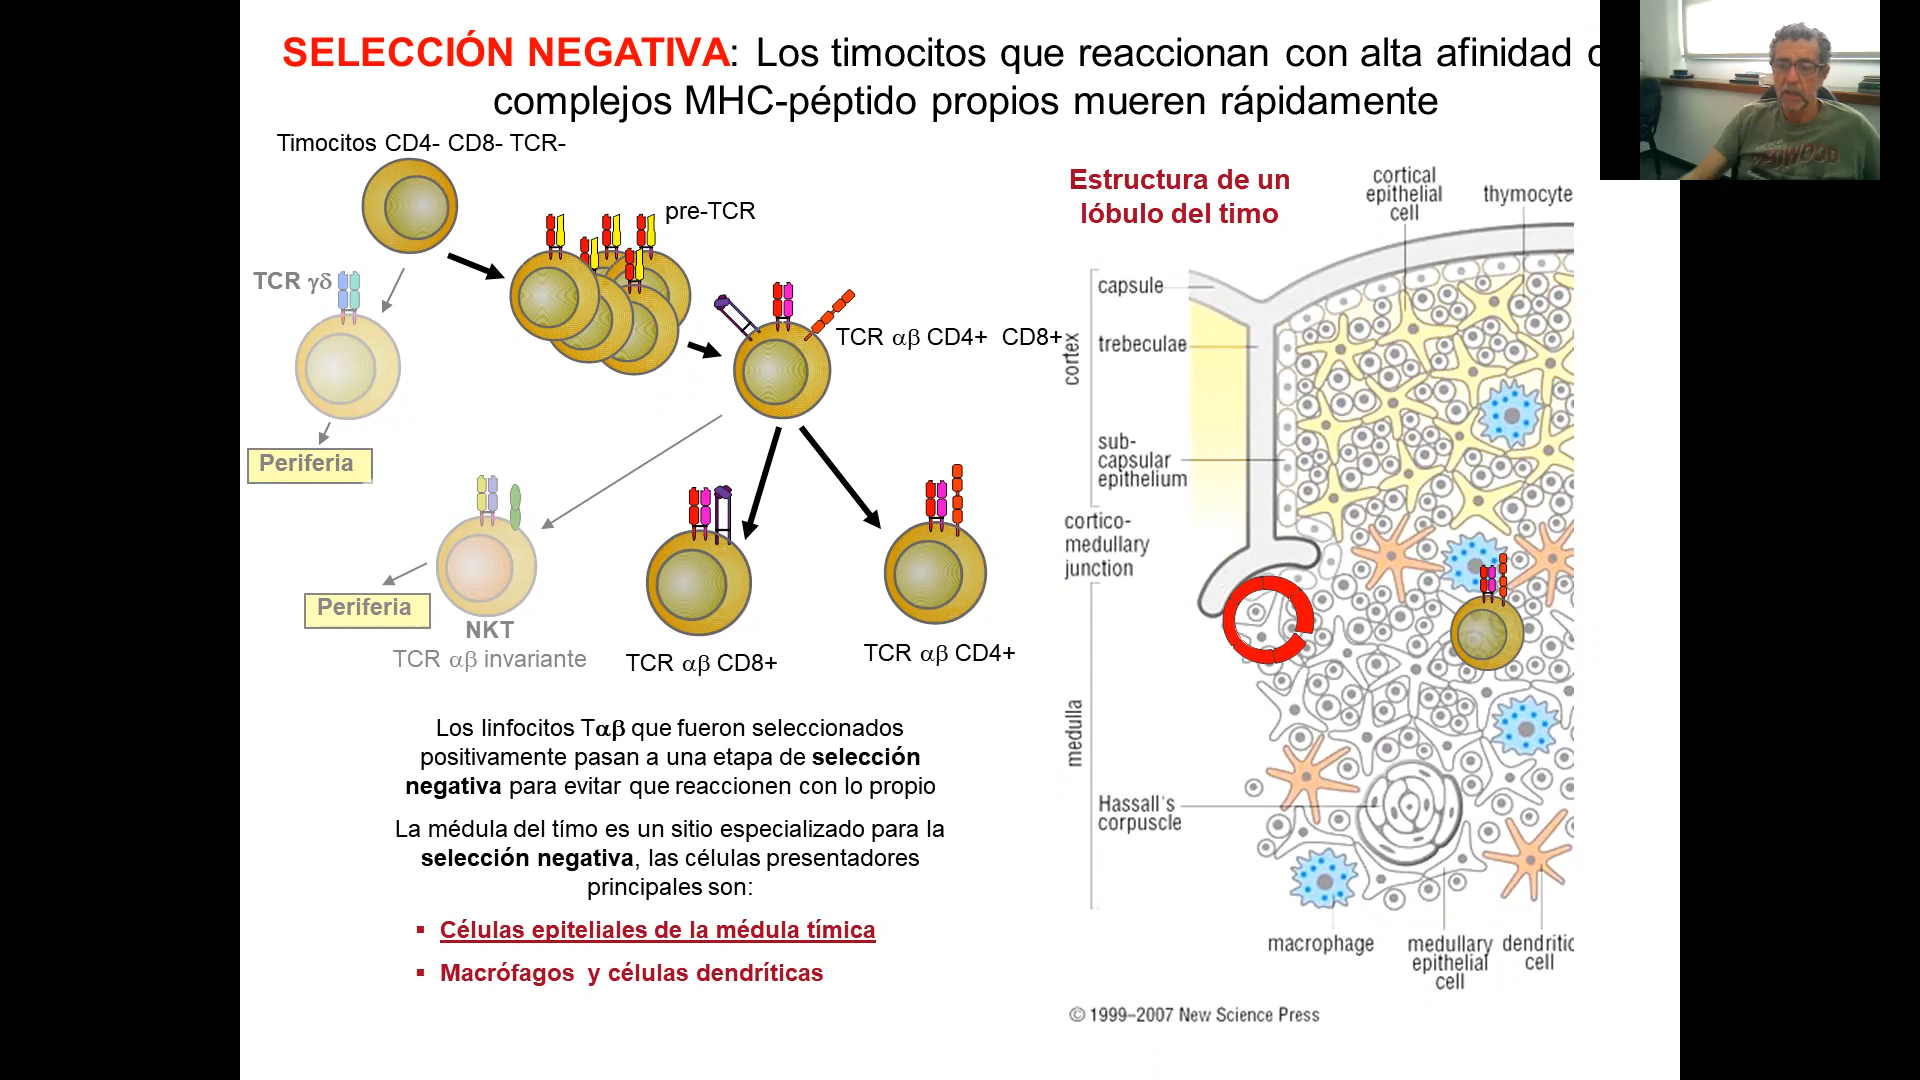 SELECCIÓN NEGATIVA: Los timocitos que reaccionan con alta afinidad
complejos MHC-péptido propios mueren rápidamente
Timocitos CD4- CD8- TCR-
pre-TCR
TCR γδ
TCR αβ CD4+ CD8+
Periferia
Periferia
NKT
TCR αβ invariante
TCR αβ CD8+
TCR αβ CD4+
Los linfocitos Tαβ que fueron seleccionados
positivamente pasan a una etapa de selección
negativa para evitar que reaccionen con lo propio
La médula del tímo es un sitio especializado para la
selección negativa, las células presentadores
principales son:
▪ Células epiteliales de la médula tímica
▪ Macrófagos y células dendríticas
Estructura de un
lóbulo del timo
cortical
epithelial
cell
thymocyte
capsule
cortex
trebeculae
sub-
capsular
epithelium
cortico-
medullary
junction
medulla
Hassall's
corpuscle
macrophage
medullary
epithelial
cell
dendritic
cell
© 1999–2007 New Science Press